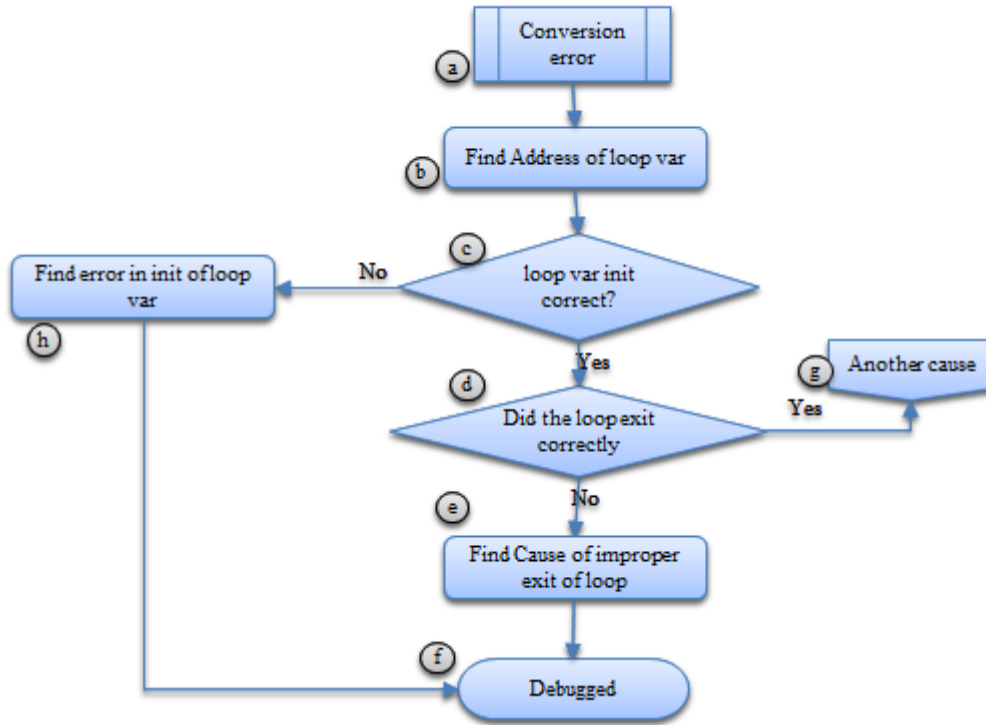 Conversion
error
a
Find Address of loop var
b
c
loop var init
correct?
No
Find error in init of loop
var
h
Yes
d
Did the loop exit
correctly
Yes
g
Another cause
No
e
Find Cause of improper
exit of loop
f
Debugged